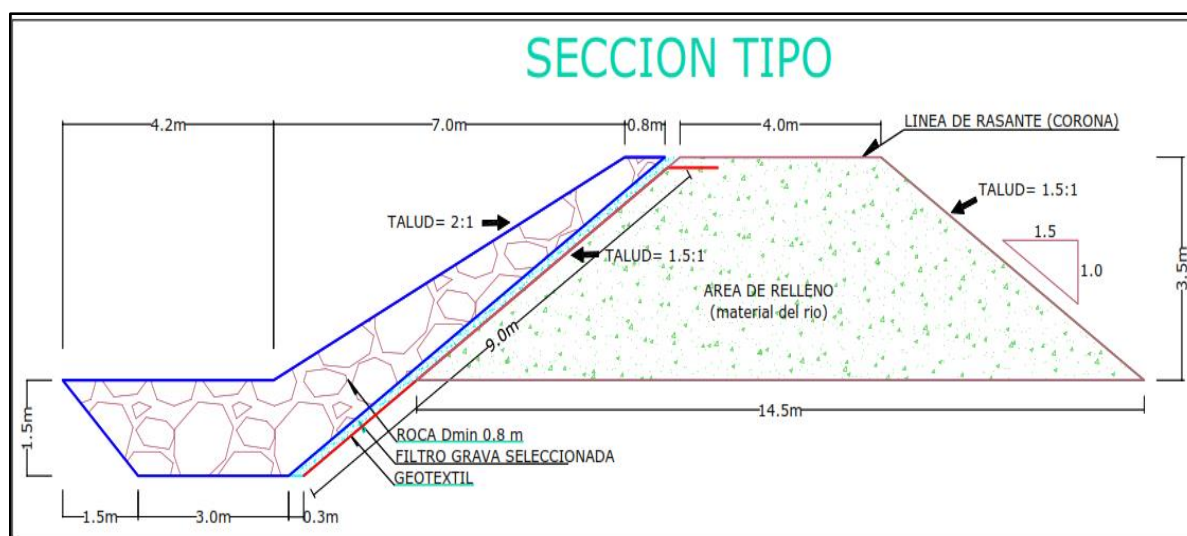 SECCION TIPO
4.2m
7.0m
0.8m
4.0m
LINEA DE RASANTE (CORONA)
TALUD= 2:1
TALUD= 1.5:1
TALUD= 1.5:1
1.5
1.0
3.5m
AREA DE RELLENO
(material del rio)
9.0m
14.5m
1.5m
ROCA Dmin 0.8 m
FILTRO GRAVA SELECCIONADA
GEOTEXTIL
1.5m
3.0m
0.3m